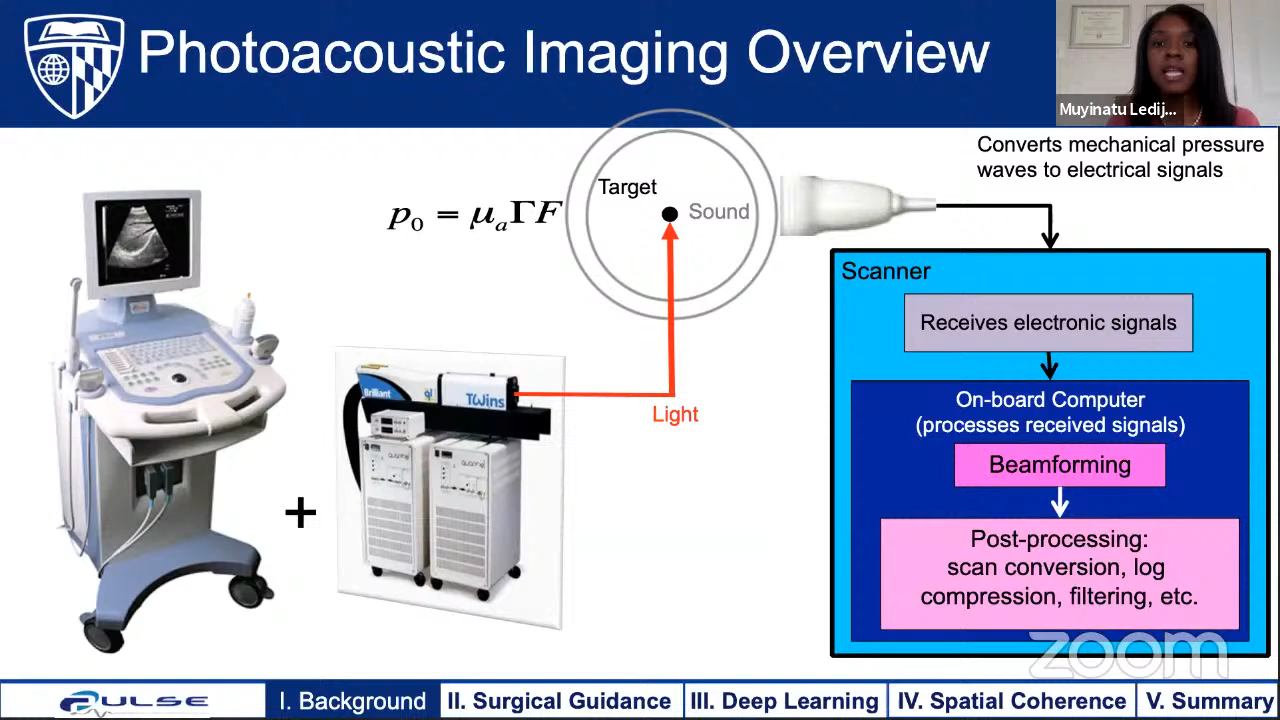 Photoacoustic Imaging Overview
Muyinatu Ledij...
Converts mechanical pressure
waves to electrical signals
Target
Sound
p₀ = μₐΓF
Scanner
Receives electronic signals
On-board Computer
(processes received signals)
Beamforming
Post-processing:
scan conversion, log
compression, filtering, etc.
Brilliant
Twins
quantel
quantel
Light
+
zoom
PULSE
I. Background
II. Surgical Guidance
III. Deep Learning
IV. Spatial Coherence
V. Summary